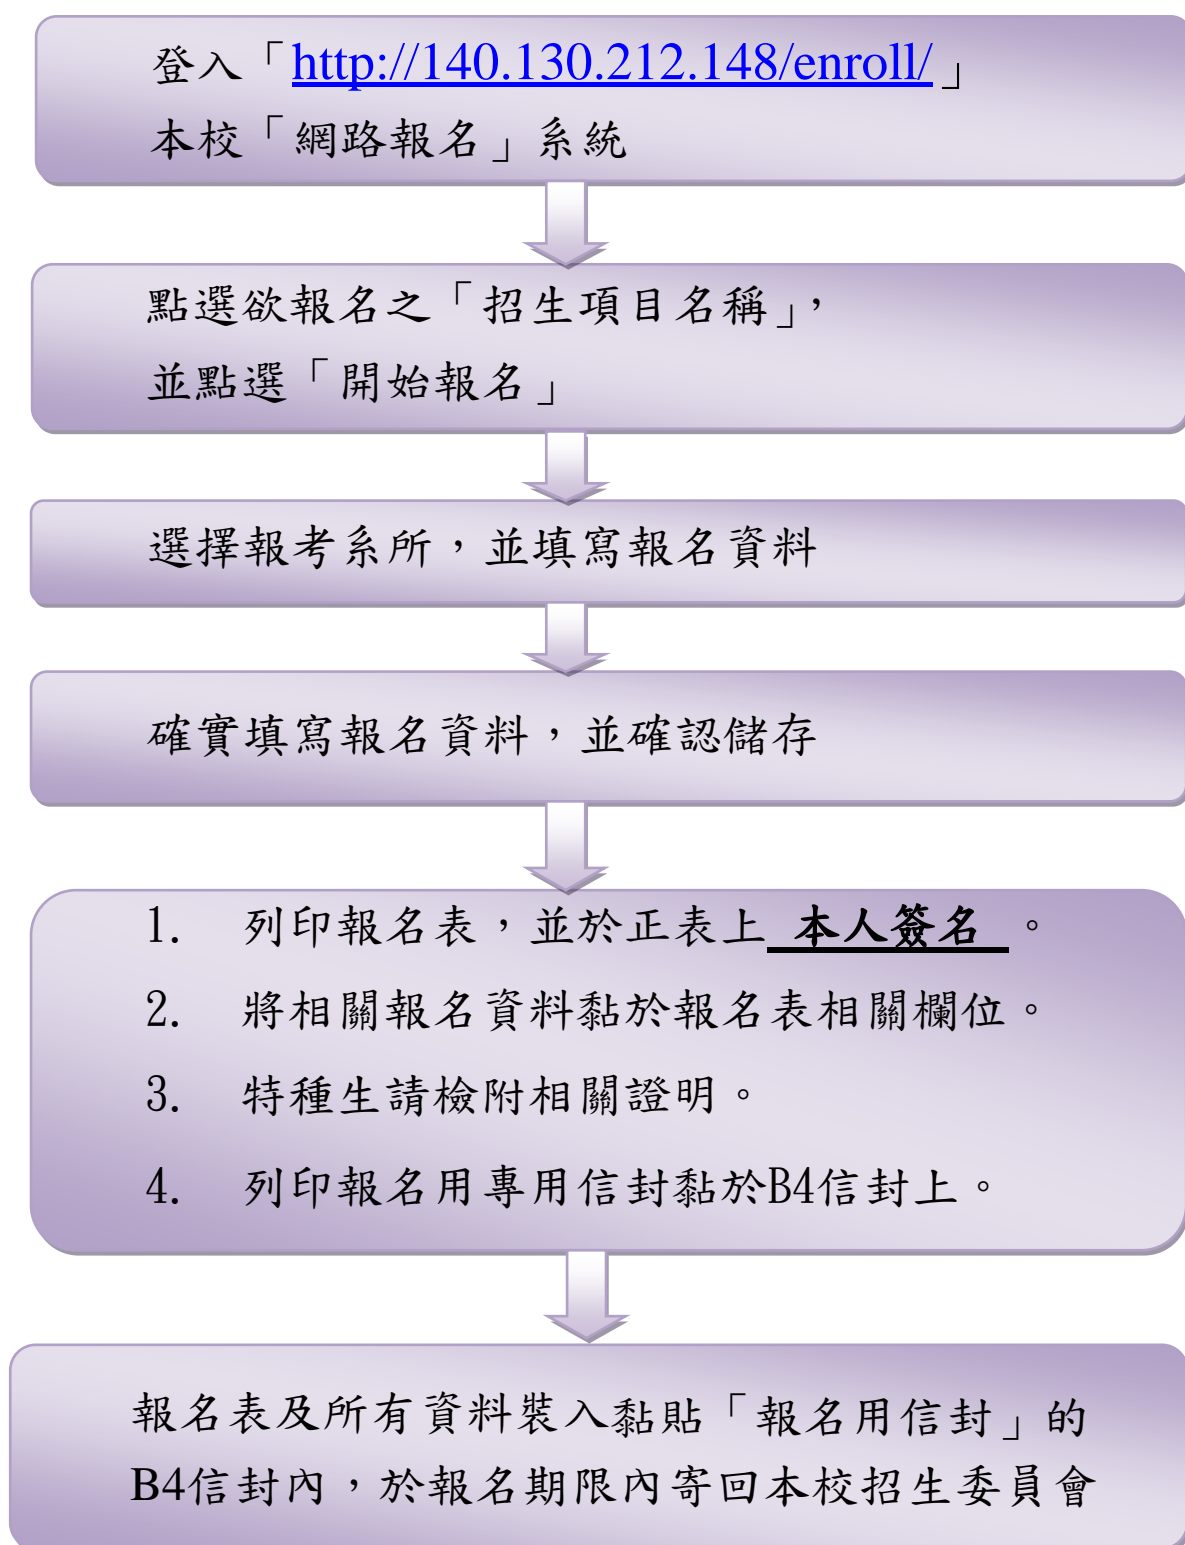 登入「http://140.130.212.148/enroll/」
本校「網路報名」系統
點選欲報名之「招生項目名稱」，
並點選「開始報名」
選擇報考系所，並填寫報名資料
確實填寫報名資料，並確認儲存
1. 列印報名表，並於正表上 本人簽名 。
2. 將相關報名資料黏於報名表相關欄位。
3. 特種生請檢附相關證明。
4. 列印報名用專用信封黏於B4信封上。
報名表及所有資料裝入黏貼「報名用信封」的
B4信封內，於報名期限內寄回本校招生委員會